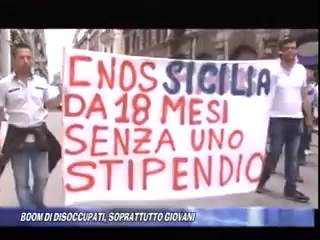 CNOS SICILIA
DA 18 MESI
SENZA UNO
STIPENDIO
BOOM DI DISOCCUPATI, SOPRATTUTTO GIOVANI